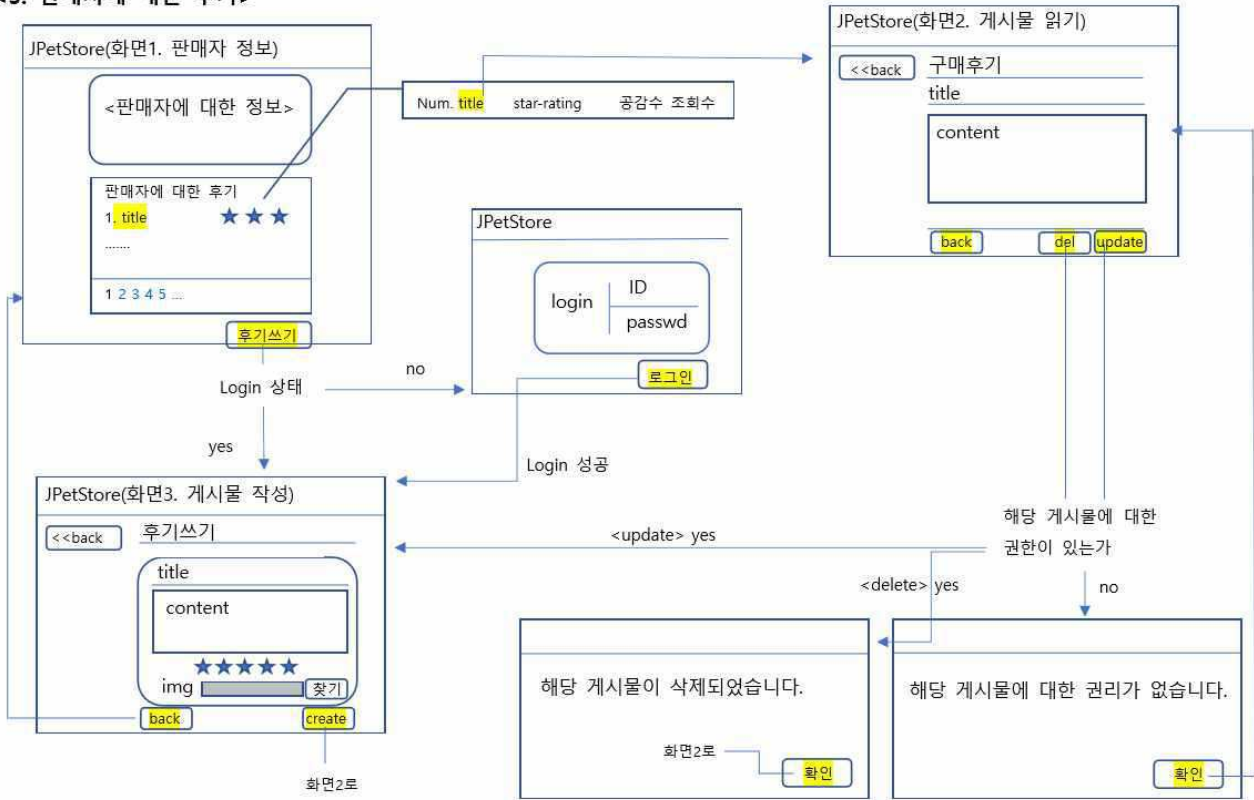 JPetStore(화면1. 판매자 정보)
<판매자에 대한 정보>
판매자에 대한 후기
1. title
.......
1 2 3 4 5 ...
후기쓰기
Num. title star-rating 공감수 조회수
JPetStore(화면2. 게시물 읽기)
<<back
구매후기
title
content
back
del
update
JPetStore
login
ID
passwd
로그인
Login 상태
no
yes
Login 성공
JPetStore(화면3. 게시물 작성)
<<back
후기쓰기
title
content
img
찾기
back
create
화면2로
해당 게시물에 대한
권한이 있는가
<update> yes
<delete> yes
no
해당 게시물이 삭제되었습니다.
화면2로
확인
해당 게시물에 대한 권리가 없습니다.
확인